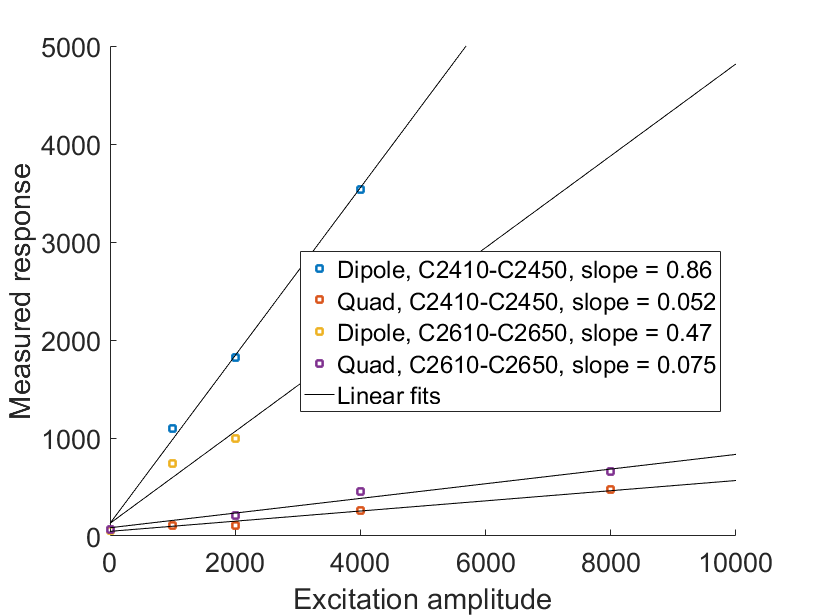 5000
4000
3000
2000
1000
0
Measured response
Dipole, C2410-C2450, slope = 0.86
Quad, C2410-C2450, slope = 0.052
Dipole, C2610-C2650, slope = 0.47
Quad, C2610-C2650, slope = 0.075
Linear fits
0 2000 4000 6000 8000 10000
Excitation amplitude